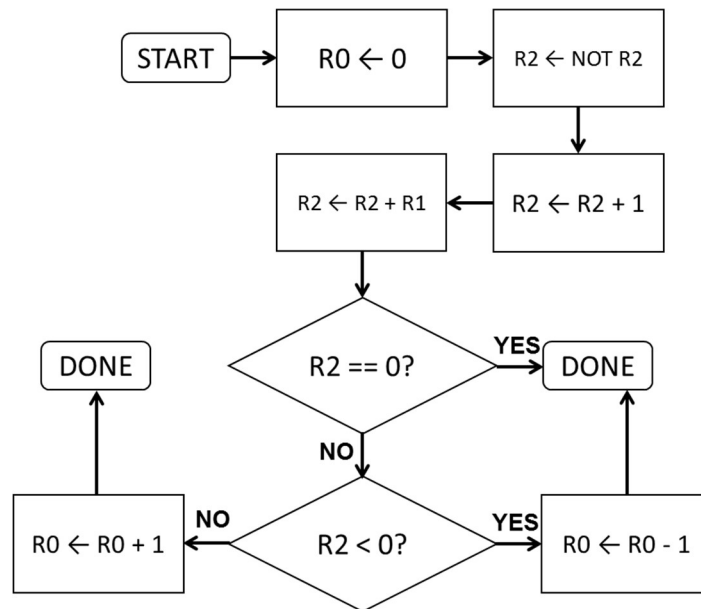 START
R0 ← 0
R2 ← NOT R2
R2 ← R2 + R1
R2 ← R2 + 1
DONE
R2 == 0?
YES
DONE
NO
R0 ← R0 + 1
NO
R2 < 0?
YES
R0 ← R0 - 1